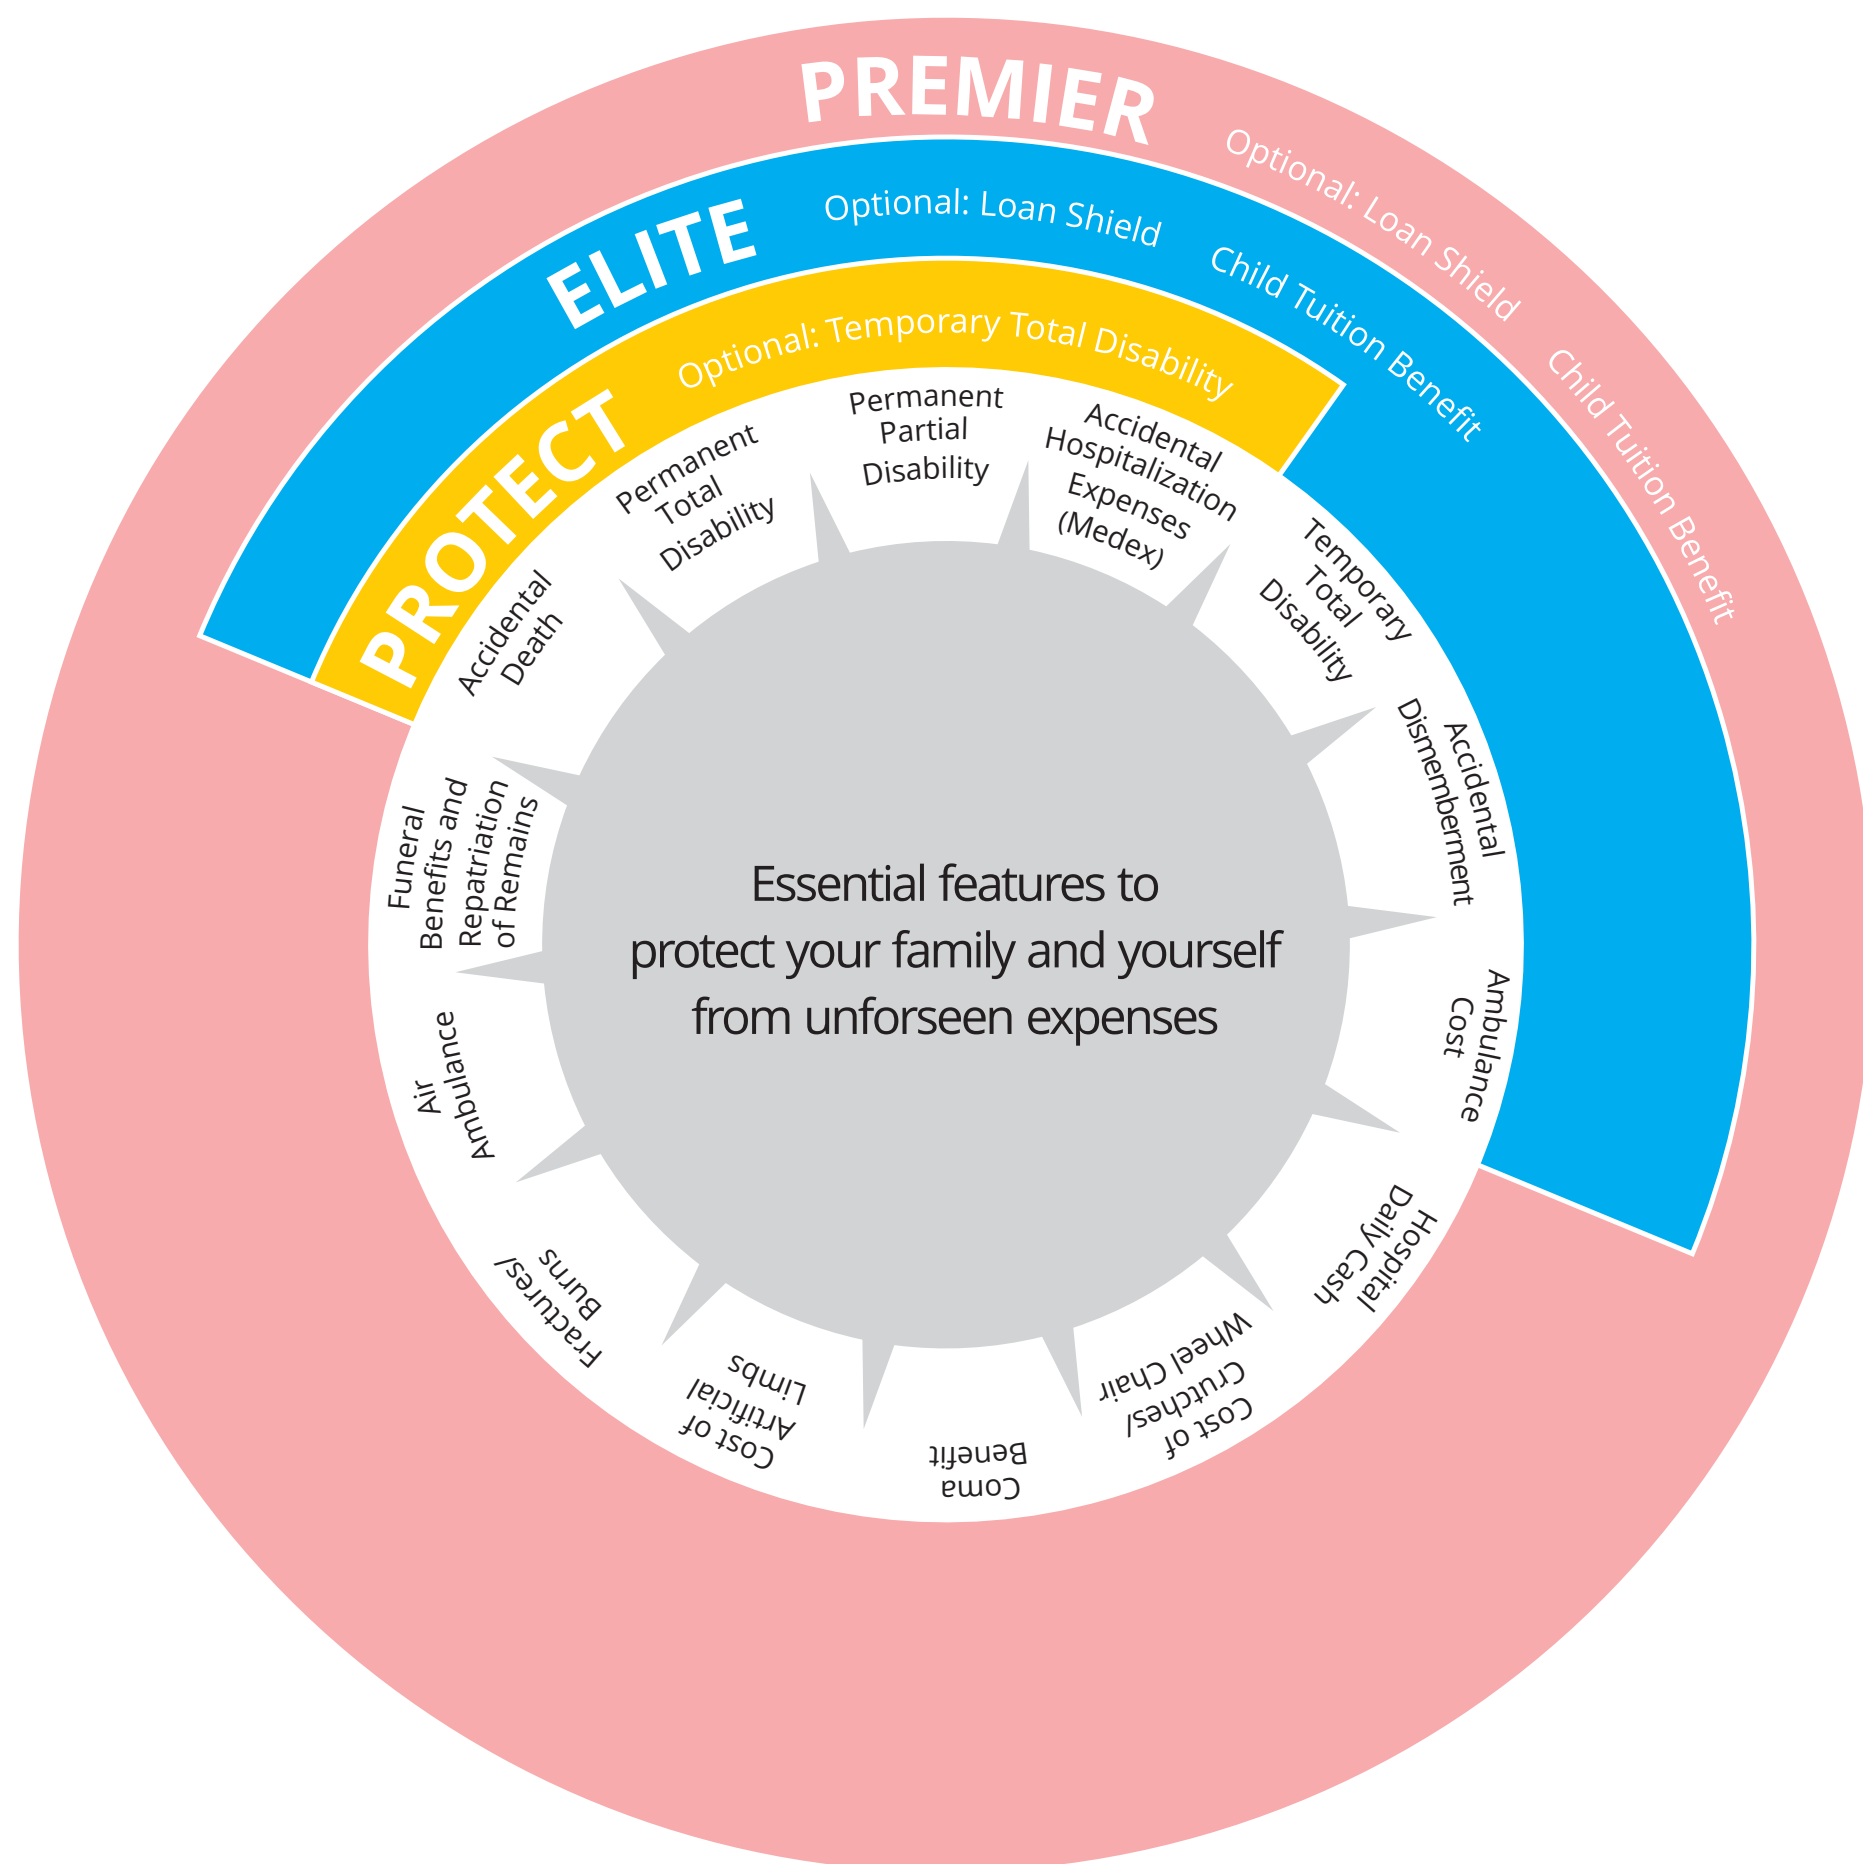 PREMIER
Optional: Loan Shield
Child Tuition Benefit
ELITE
Optional: Loan Shield
Child Tuition Benefit
PROTECT
Optional: Temporary Total Disability
Accidental
Death
Permanent
Total
Disability
Permanent
Partial
Disability
Accidental
Hospitalization
Expenses
(Medex)
Temporary
Total
Disability
Accidental
Dismemberment
Ambulance
Cost
Hospital
Daily Cash
Cost of
Crutches/
Wheel Chair
Coma
Benefit
Cost of
Artificial
Limbs
Fractures/
Burns
Air
Ambulance
Funeral
Benefits and
Repatriation
of Remains
Essential features to
protect your family and yourself
from unforseen expenses